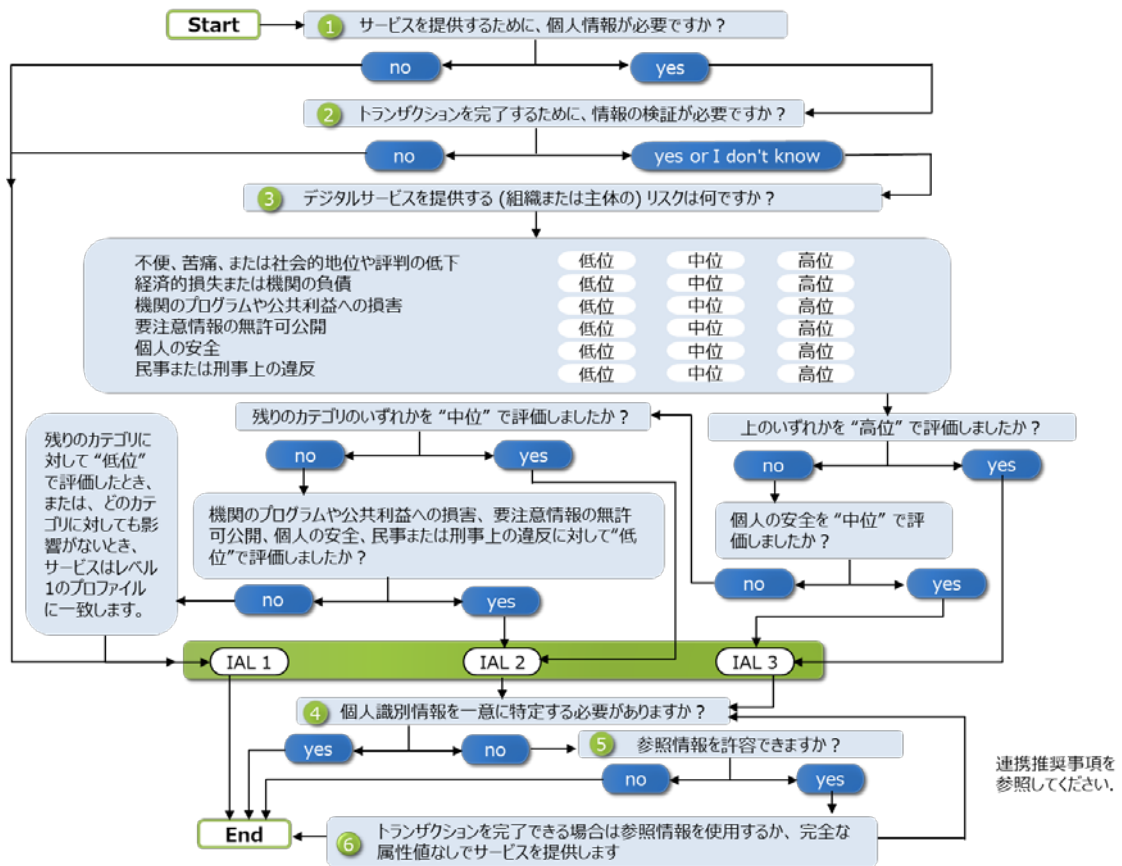 Start
1 サービスを提供するために、個人情報が必要ですか？
no
yes
2 トランザクションを完了するために、情報の検証が必要ですか？
no
yes or I don't know
3 デジタルサービスを提供する (組織または主体の) リスクは何ですか？
不便、苦痛、または社会的地位や評判の低下 低位 中位 高位
経済的損失または機関の負債 低位 中位 高位
機関のプログラムや公共利益への損害 低位 中位 高位
要注意情報の無許可公開 低位 中位 高位
個人の安全 低位 中位 高位
民事または刑事上の違反 低位 中位 高位
上のいずれかを “高位” で評価しましたか？
no
yes
個人の安全を “中位” で評
価しましたか？
no
yes
残りのカテゴリのいずれかを “中位” で評価しましたか？
no
yes
機関のプログラムや公共利益への損害、要注意情報の無許
可公開、個人の安全、民事または刑事上の違反に対して“低
位”で評価しましたか？
no
yes
残りのカテゴリに
対して “低位”
で評価したとき、
または、どのカテ
ゴリに対しても影
響がないとき、
サービスはレベル
1のプロファイル
に一致します。
IAL 1
IAL 2
IAL 3
4 個人識別情報を一意に特定する必要がありますか？
yes
no
5 参照情報を許容できますか？
no
yes
連携推奨事項を
参照してください.
End
6 トランザクションを完了できる場合は参照情報を使用するか、完全な
属性値なしでサービスを提供します